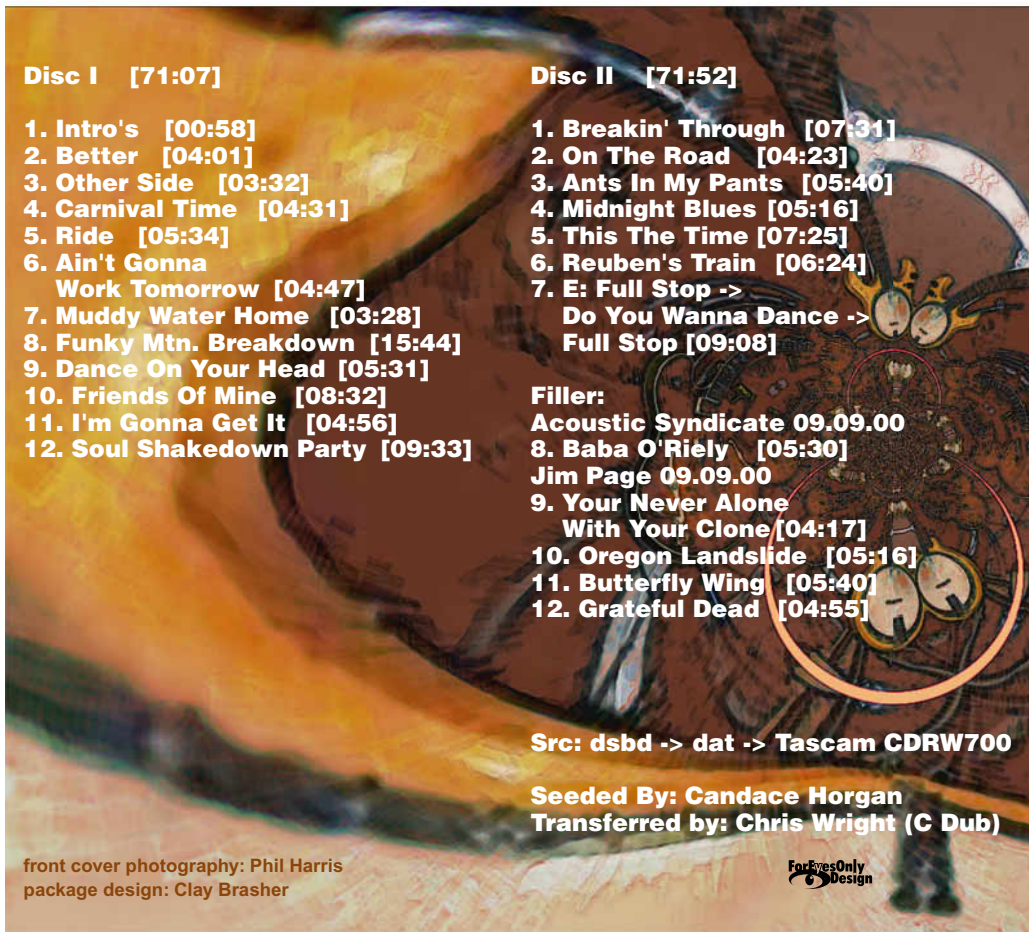 Disc I [71:07]
1. Intro's [00:58]
2. Better [04:01]
3. Other Side [03:32]
4. Carnival Time [04:31]
5. Ride [05:34]
6. Ain't Gonna
Work Tomorrow [04:47]
7. Muddy Water Home [03:28]
8. Funky Mtn. Breakdown [15:44]
9. Dance On Your Head [05:31]
10. Friends Of Mine [08:32]
11. I'm Gonna Get It [04:56]
12. Soul Shakedown Party [09:33]
Disc II [71:52]
1. Breakin' Through [07:31]
2. On The Road [04:23]
3. Ants In My Pants [05:40]
4. Midnight Blues [05:16]
5. This The Time [07:25]
6. Reuben's Train [06:24]
7. E: Full Stop ->
Do You Wanna Dance ->
Full Stop [09:08]
Filler:
Acoustic Syndicate 09.09.00
8. Baba O'Riely [05:30]
Jim Page 09.09.00
9. Your Never Alone
With Your Clone [04:17]
10. Oregon Landslide [05:16]
11. Butterfly Wing [05:40]
12. Grateful Dead [04:55]
Src: dsbd -> dat -> Tascam CDRW700
Seeded By: Candace Horgan
Transferred by: Chris Wright (C Dub)
front cover photography: Phil Harris
package design: Clay Brasher
ForEyesOnly
Design